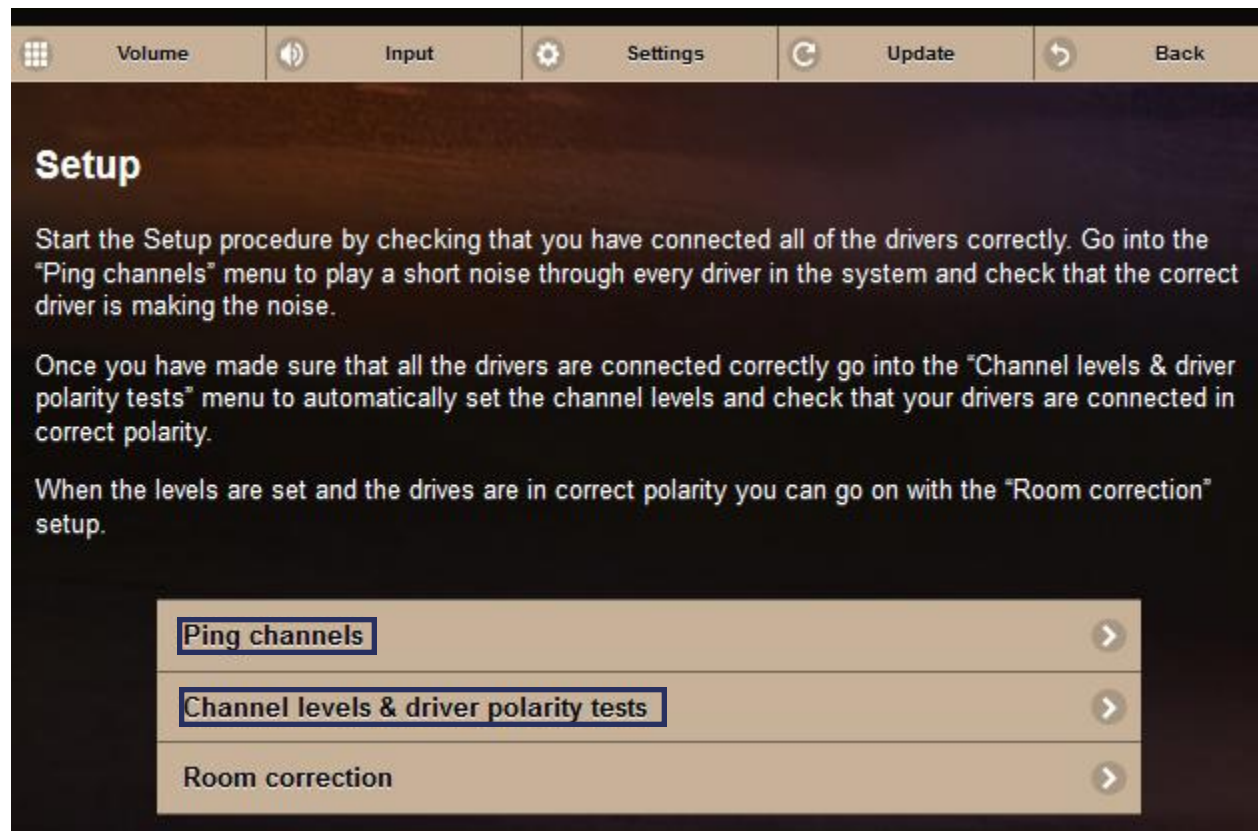 Volume Input Settings Update Back
Setup
Start the Setup procedure by checking that you have connected all of the drivers correctly. Go into the
“Ping channels” menu to play a short noise through every driver in the system and check that the correct
driver is making the noise.
Once you have made sure that all the drivers are connected correctly go into the “Channel levels & driver
polarity tests” menu to automatically set the channel levels and check that your drivers are connected in
correct polarity.
When the levels are set and the drives are in correct polarity you can go on with the “Room correction”
setup.
Ping channels
Channel levels & driver polarity tests
Room correction